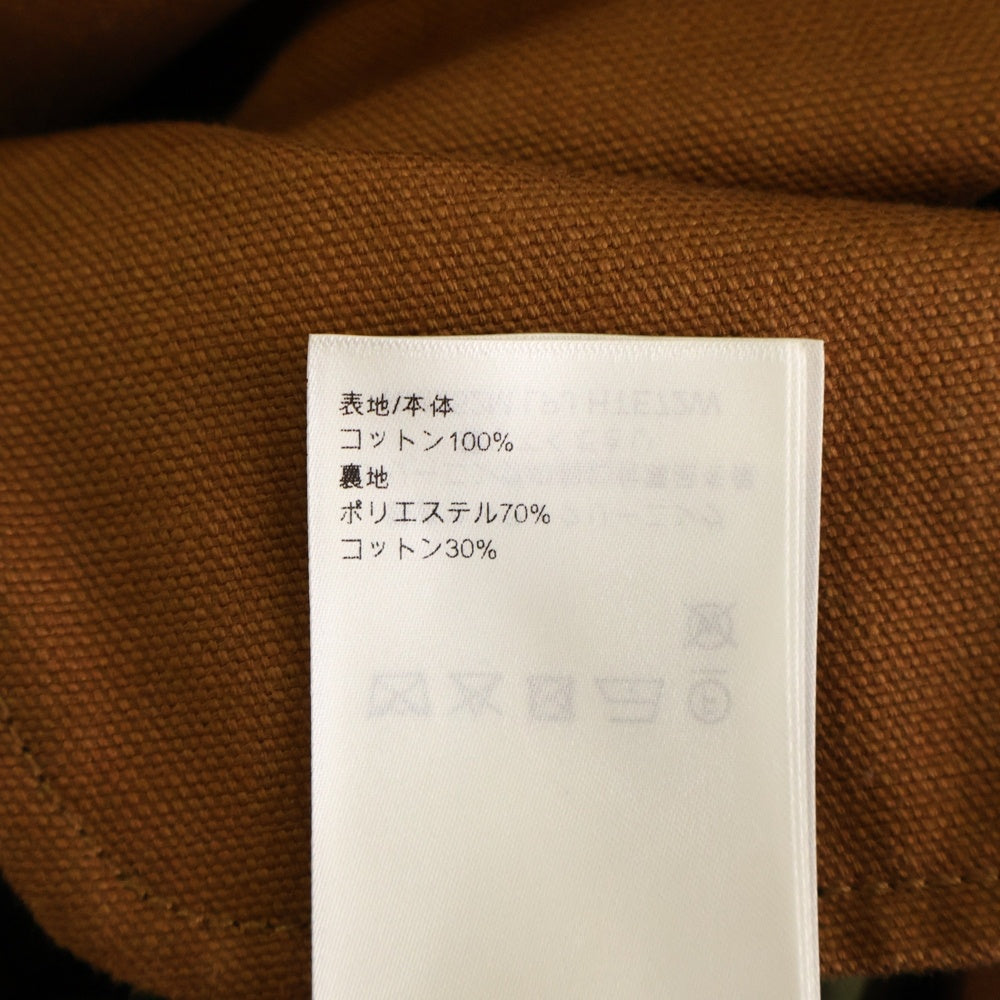 表地/本体
コットン100%
裏地
ポリエステル70%
コットン30%